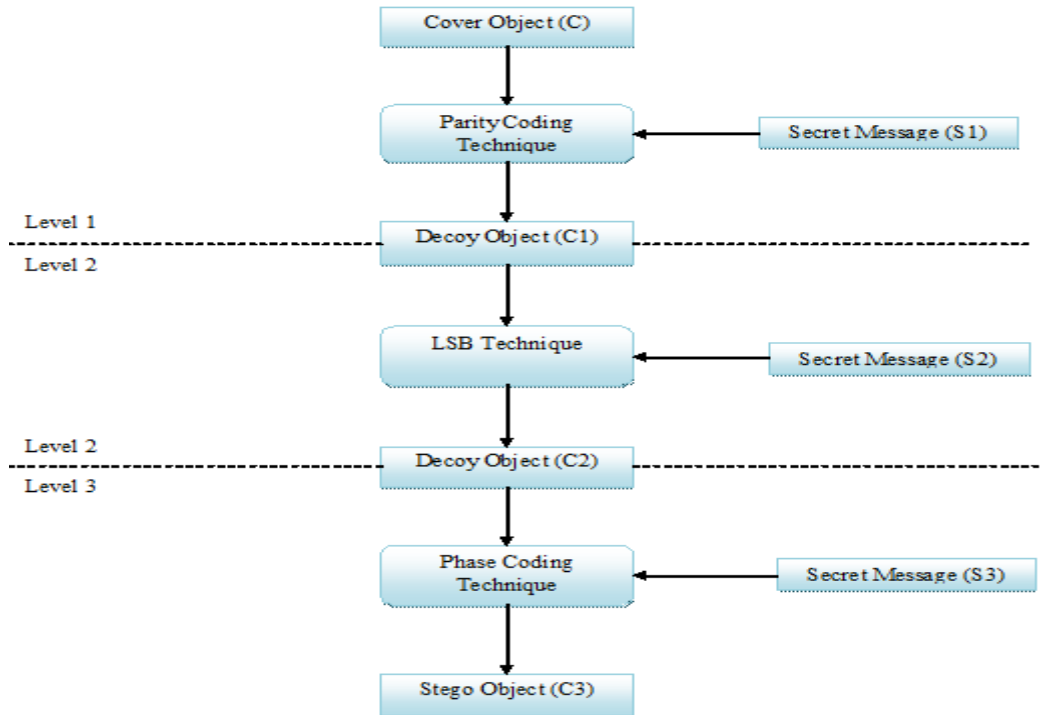 Cover Object (C)
Parity Coding
Technique
Secret Message (S1)
Level 1
Decoy Object (C1)
Level 2
LSB Technique
Secret Message (S2)
Level 2
Decoy Object (C2)
Level 3
Phase Coding
Technique
Secret Message (S3)
Stego Object (C3)